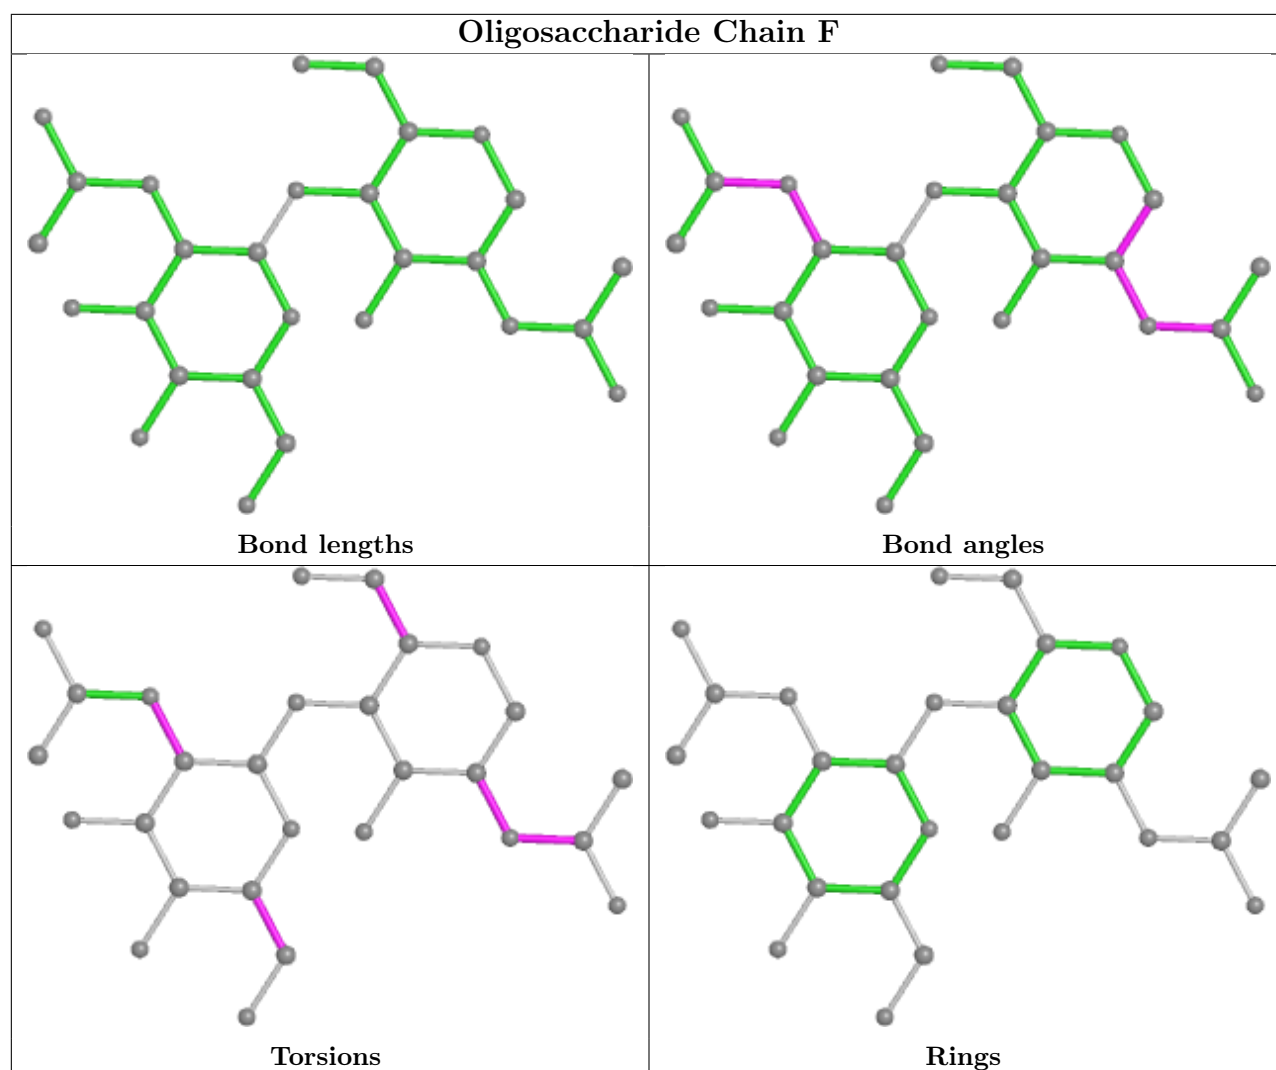 Oligosaccharide Chain F
Bond lengths
Bond angles
Torsions
Rings